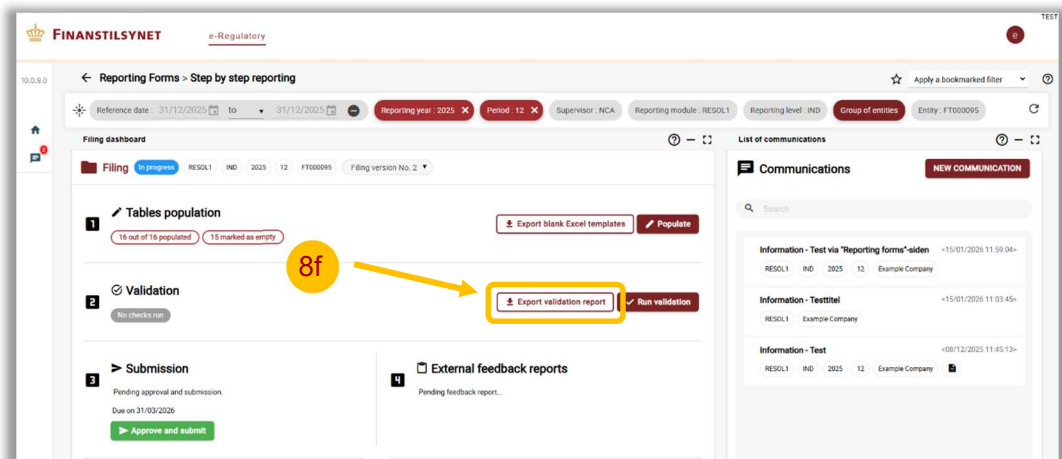 TEST
FINANSTILSYNET
e-Regulatory
e
10.0.9.0
Reporting Forms > Step by step reporting
Apply a bookmarked filter
Reference date : 31/12/2025 to 31/12/2025
Reporting year : 2025 X
Period : 12 X
Supervisor : NCA
Reporting module : RESOL1
Reporting level : IND
Group of entities
Entity : FT000095
2
Filing dashboard
Filing In progress RESOL1 IND 2025 12 FT000095 Filing version No. 2
1 Tables population
16 out of 16 populated 15 marked as empty
Export blank Excel templates
Populate
8f
2 Validation
No checks run
Export validation report
Run validation
3 Submission
Pending approval and submission.
Due on 31/03/2026
Approve and submit
4 External feedback reports
Pending feedback report...
List of communications
Communications
NEW COMMUNICATION
Search
Information - Test via "Reporting forms"-siden <15/01/2026 11:59:04>
RESOL1 IND 2025 12 Example Company
Information - Testtitel <15/01/2026 11:03:45>
RESOL1 Example Company
Information - Test <08/12/2025 11:45:13>
RESOL1 IND 2025 12 Example Company